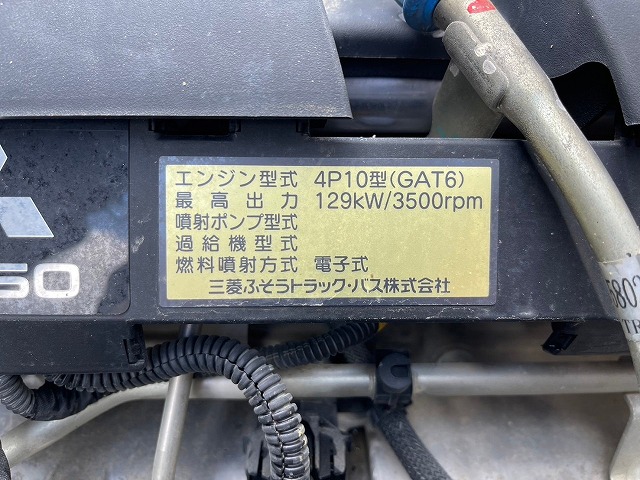 エンジン型式 4P10型(GAT6)
最高出力 129kW/3500rpm
噴射ポンプ型式
過給機型式
燃料噴射方式 電子式
三菱ふそうトラック・バス株式会社